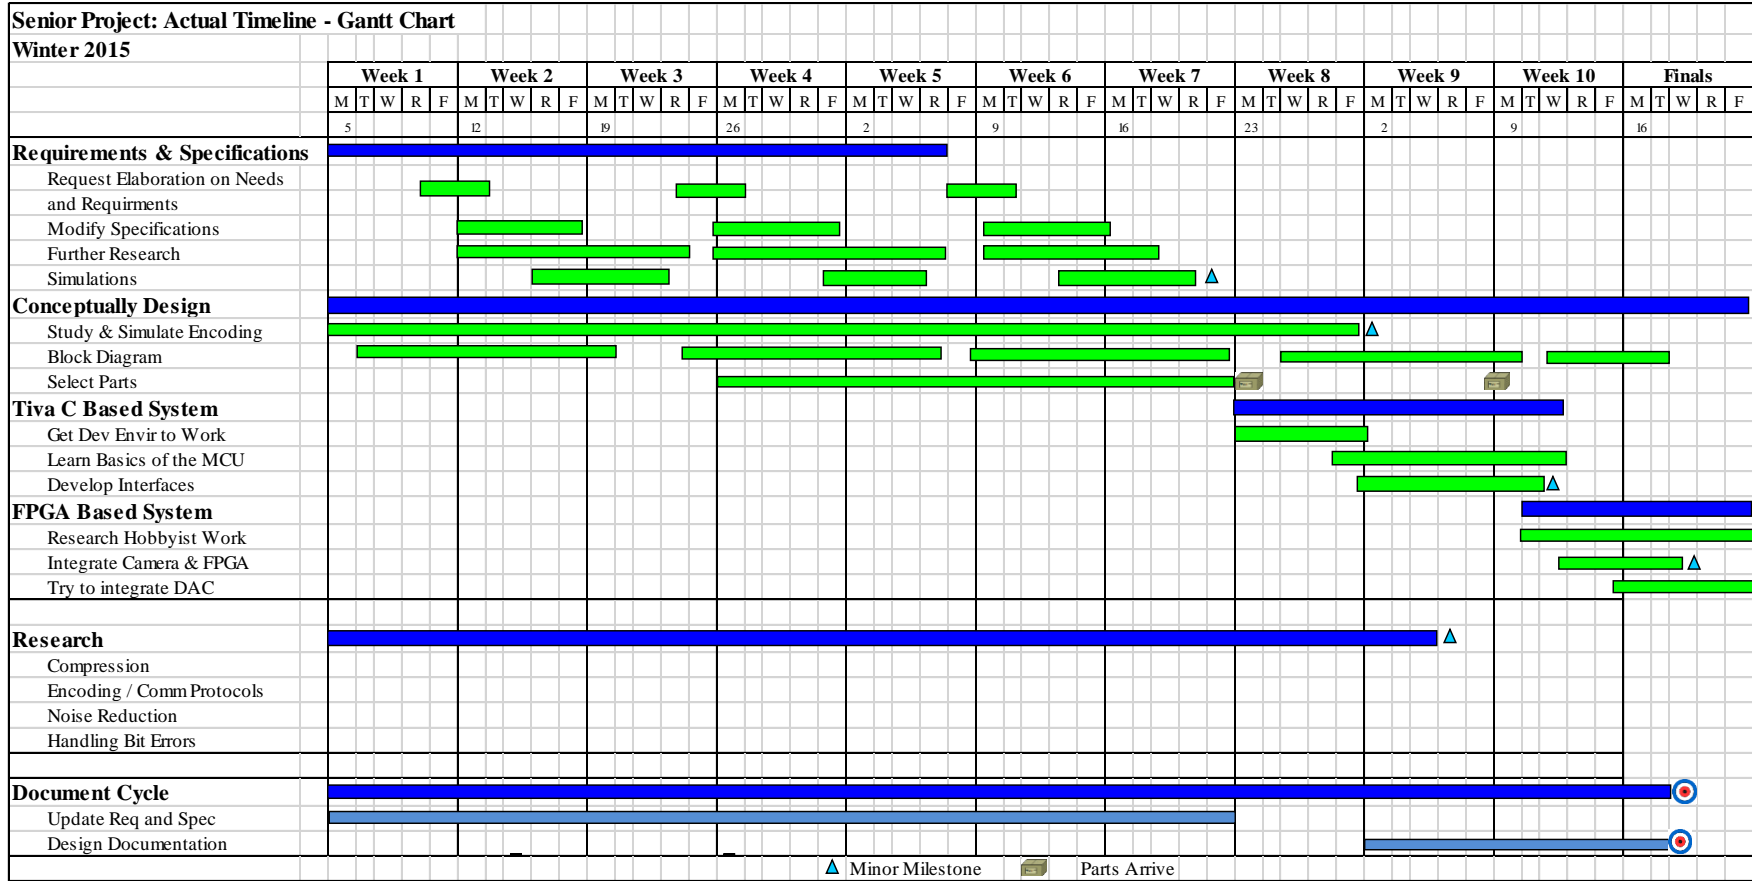 Senior Project: Actual Timeline - Gantt Chart
Winter 2015
Week 1 Week 2 Week 3 Week 4 Week 5 Week 6 Week 7 Week 8 Week 9 Week 10 Finals
M T W R F M T W R F M T W R F M T W R F M T W R F M T W R F M T W R F M T W R F M T W R F M T W R F M T W R F
5 12 19 26 2 9 16 23 2 9 16
Requirements & Specifications
Request Elaboration on Needs
and Requirments
Modify Specifications
Further Research
Simulations
Conceptually Design
Study & Simulate Encoding
Block Diagram
Select Parts
Tiva C Based System
Get Dev Envir to Work
Learn Basics of the MCU
Develop Interfaces
FPGA Based System
Research Hobbyist Work
Integrate Camera & FPGA
Try to integrate DAC
Research
Compression
Encoding / Comm Protocols
Noise Reduction
Handling Bit Errors
Document Cycle
Update Req and Spec
Design Documentation
Minor Milestone Parts Arrive